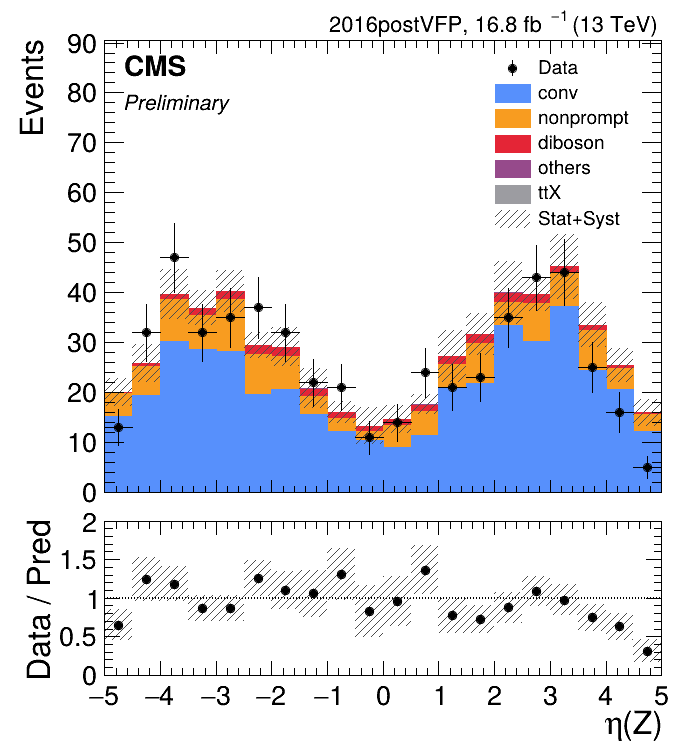 2016postVFP, 16.8 fb⁻¹ (13 TeV)
CMS
Preliminary
Events
90
80
70
60
50
40
30
20
10
0
Data
conv
nonprompt
diboson
others
ttX
Stat+Syst
Data / Pred
2
1.5
1
0.5
0
−5 −4 −3 −2 −1 0 1 2 3 4 5
η(Z)